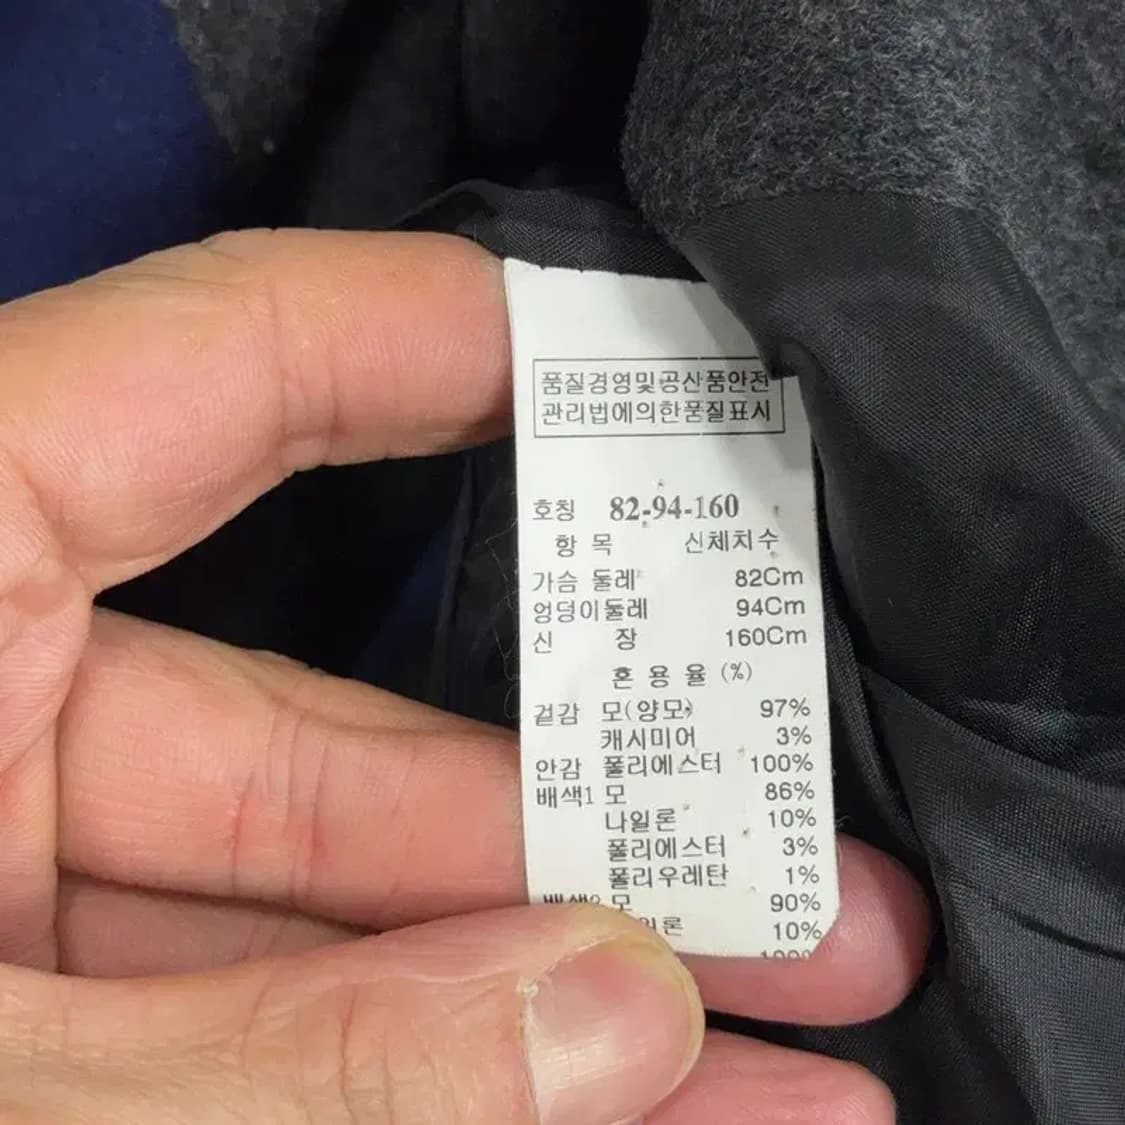 품질경영및공산품안전
관리법에의한품질표시
호칭 82-94-160
항 목 신체치수
가슴 둘레 82Cm
엉덩이둘레 94Cm
신 장 160Cm
혼 용 율 (%)
겉감 모(양모) 97%
캐시미어 3%
안감 폴리에스터 100%
배색1 모 86%
나일론 10%
폴리에스터 3%
폴리우레탄 1%
배색2 모 90%
10%